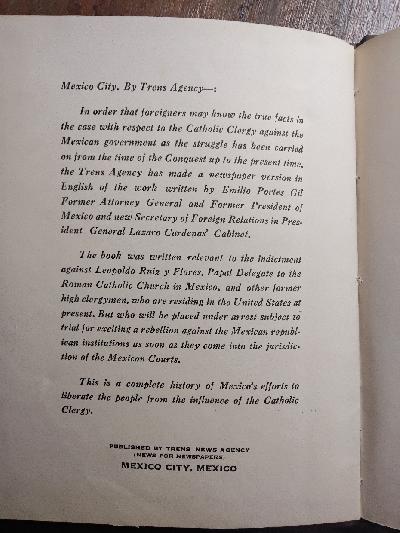 Mexico City. By Trens Agency—:
In order that foreigners may know the true facts in
the case with respect to the Catholic Clergy against the
Mexican government as the struggle has been carried
on from the time of the Conquest up to the present time,
the Trens Agency has made a newspaper version in
English of the work written by Emilio Portes Gil
Former Attorney General and Former President of
Mexico and new Secretary of Foreign Relations in Pres-
ident General Lazaro Cardenas' Cabinet.
The book was written relevant to the indictment
against Leopoldo Ruiz y Flores, Papal Delegate to the
Roman Catholic Church in Mexico, and other former
high clergymen, who are residing in the United States at
present. But who will be placed under arrest subject to
trial for exciting a rebellion against the Mexican republ-
ican institutions as soon as they come into the jurisdic-
tion of the Mexican Courts.
This is a complete history of Mexico's efforts to
liberate the people from the influence of the Catholic
Clergy.
PUBLISHED BY TRENS NEWS AGENCY
(NEWS FOR NEWSPAPERS)
MEXICO CITY, MEXICO